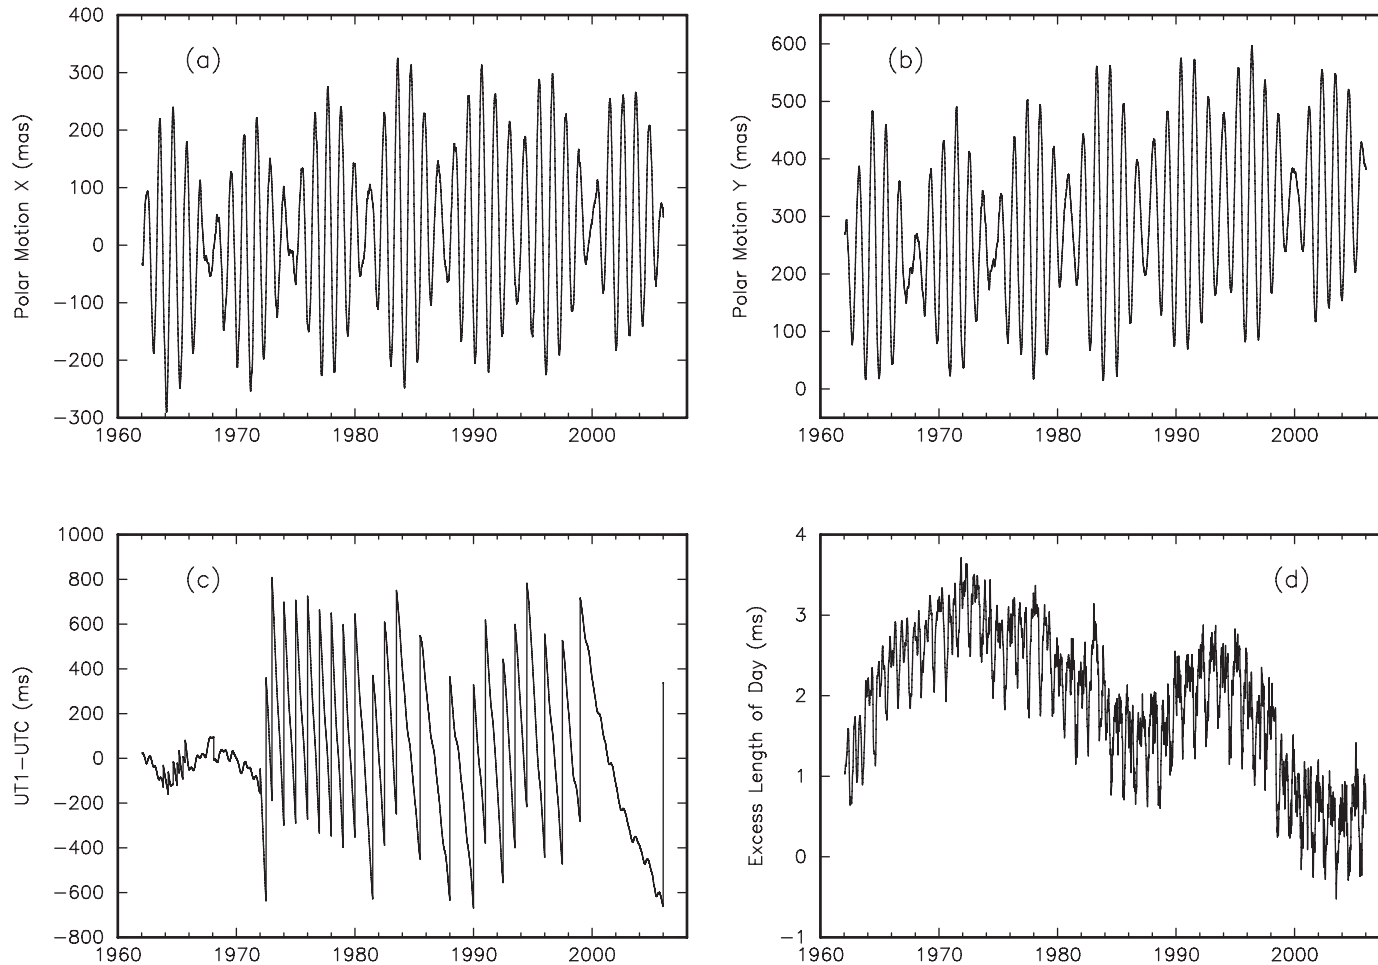 (a)
Polar Motion X (mas)
400
300
200
100
0
−100
−200
−300
1960 1970 1980 1990 2000
(b)
Polar Motion Y (mas)
600
500
400
300
200
100
0
1960 1970 1980 1990 2000
(c)
UT1−UTC (ms)
1000
800
600
400
200
0
−200
−400
−600
−800
1960 1970 1980 1990 2000
(d)
Excess Length of Day (ms)
4
3
2
1
0
−1
1960 1970 1980 1990 2000